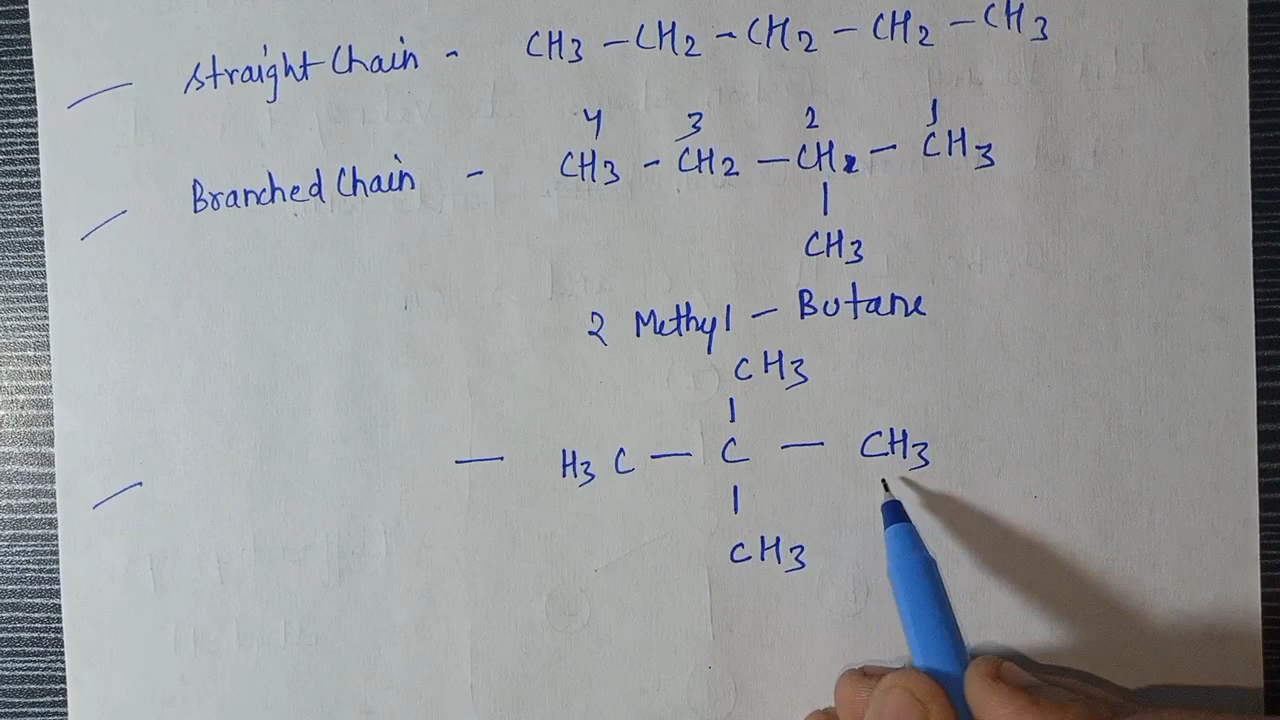 Straight Chain - CH3 - CH2 - CH2 - CH2 - CH3
4 3 2 1
Branched Chain - CH3 - CH2 - CH2 - CH3
|
CH3
2 Methyl - Butane
CH3
|
— H3C — C — CH3
|
CH3